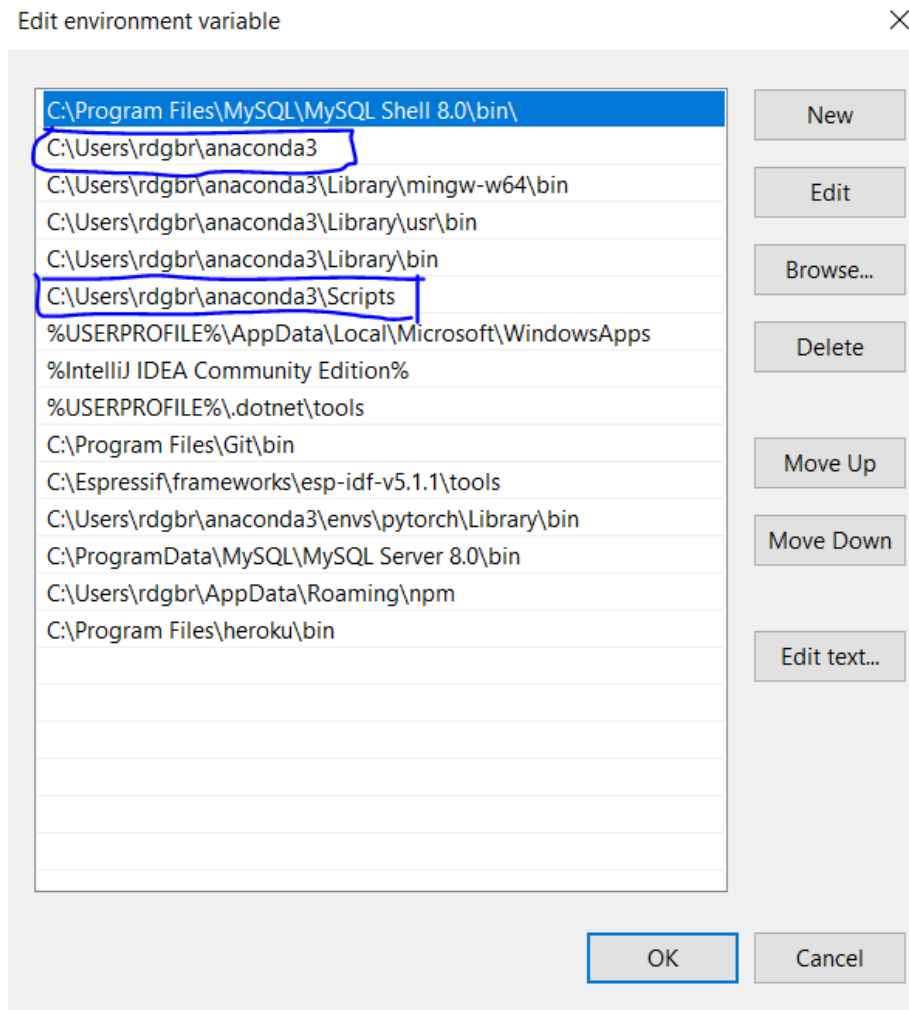 Edit environment variable
C:\Program Files\MySQL\MySQL Shell 8.0\bin\
New
C:\Users\rdgbr\anaconda3
C:\Users\rdgbr\anaconda3\Library\mingw-w64\bin
Edit
C:\Users\rdgbr\anaconda3\Library\usr\bin
C:\Users\rdgbr\anaconda3\Library\bin
Browse...
C:\Users\rdgbr\anaconda3\Scripts
%USERPROFILE%\AppData\Local\Microsoft\WindowsApps
Delete
%IntelliJ IDEA Community Edition%
%USERPROFILE%\.dotnet\tools
C:\Program Files\Git\bin
Move Up
C:\Espressif\frameworks\esp-idf-v5.1.1\tools
C:\Users\rdgbr\anaconda3\envs\pytorch\Library\bin
Move Down
C:\ProgramData\MySQL\MySQL Server 8.0\bin
C:\Users\rdgbr\AppData\Roaming\npm
C:\Program Files\heroku\bin
Edit text...
OK
Cancel